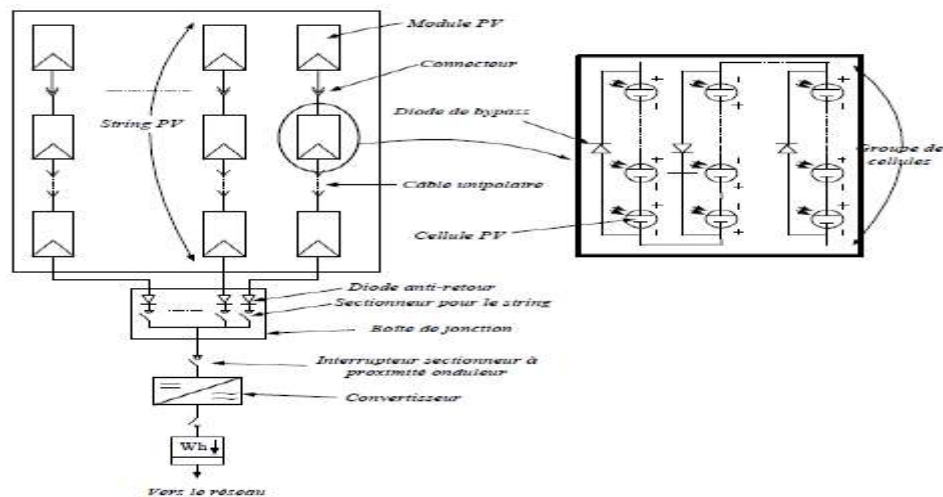 Module PV
Connecteur
String PV
Diode de bypass
Groupe de
cellules
Câble unipolaire
Cellule PV
Diode anti-retour
Sectionneur pour le string
Boîte de jonction
Interrupteur sectionneur à
proximité onduleur
Convertisseur
Wh
Vers le réseau